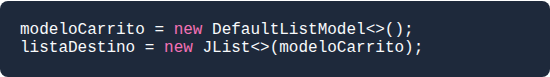 modeloCarrito = new DefaultListModel<>();
listaDestino = new JList<>(modeloCarrito);